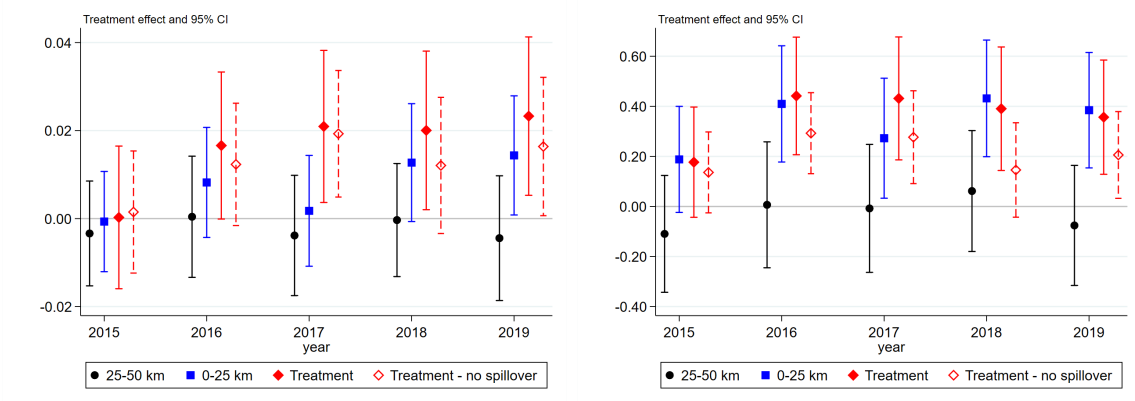 Treatment effect and 95% CI
0.04
0.02
0.00
-0.02
2015 2016 2017 2018 2019
year
25-50 km 0-25 km Treatment Treatment - no spillover
Treatment effect and 95% CI
0.60
0.40
0.20
0.00
-0.20
-0.40
2015 2016 2017 2018 2019
year
25-50 km 0-25 km Treatment Treatment - no spillover